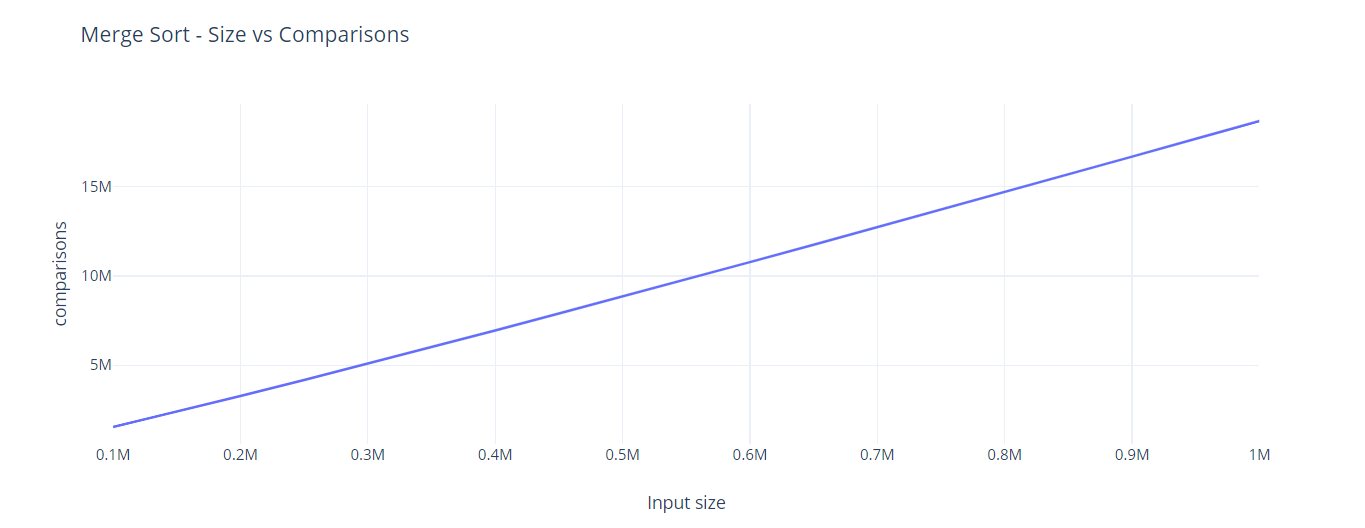 Merge Sort - Size vs Comparisons
15M
10M
5M
comparisons
0.1M 0.2M 0.3M 0.4M 0.5M 0.6M 0.7M 0.8M 0.9M 1M
Input size